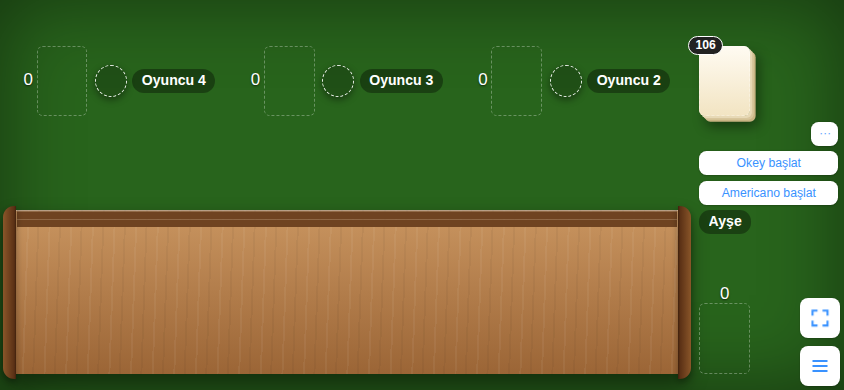 0
Oyuncu 4
0
Oyuncu 3
0
Oyuncu 2
106
...
Okey başlat
Americano başlat
Ayşe
0